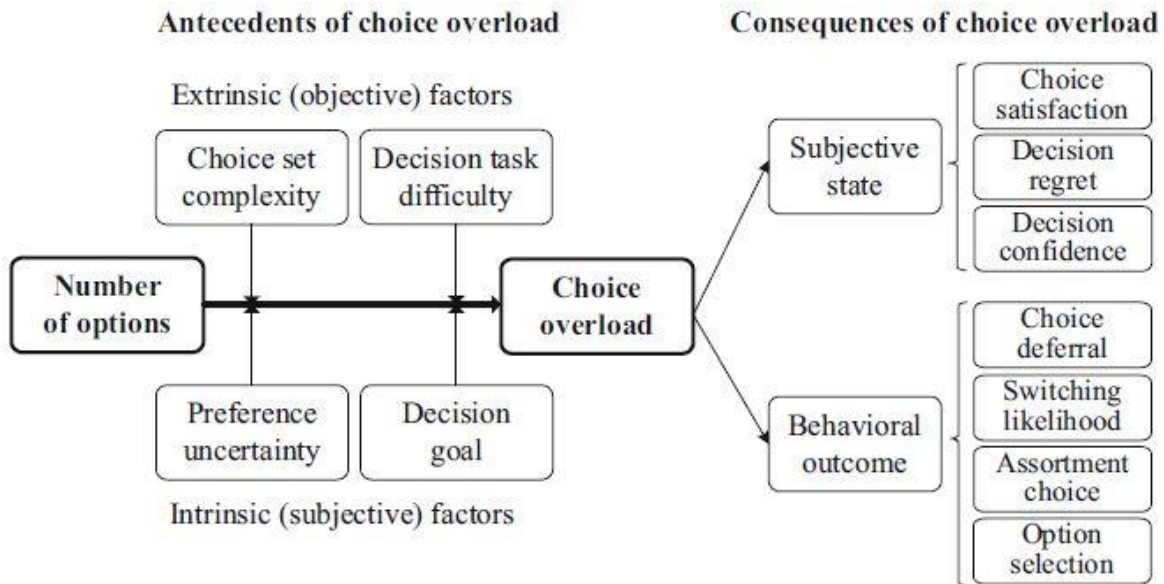 Antecedents of choice overload
Extrinsic (objective) factors
Choice set
complexity
Decision task
difficulty
Number
of options
Choice
overload
Preference
uncertainty
Decision
goal
Intrinsic (subjective) factors
Consequences of choice overload
Subjective
state
Choice
satisfaction
Decision
regret
Decision
confidence
Behavioral
outcome
Choice
deferral
Switching
likelihood
Assortment
choice
Option
selection